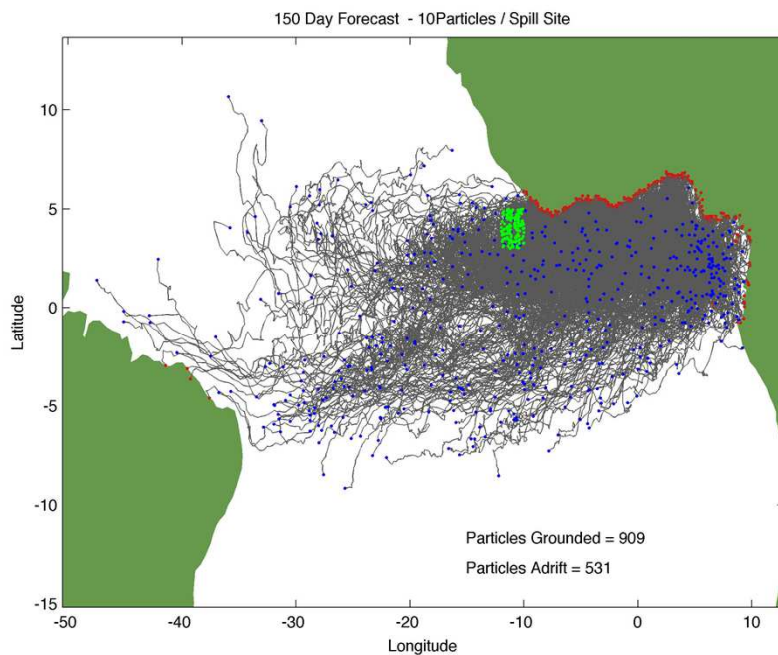 150 Day Forecast - 10Particles / Spill Site
Latitude
10
5
0
-5
-10
-15
Particles Grounded = 909
Particles Adrift = 531
-50
-40
-30
-20
-10
0
10
Longitude